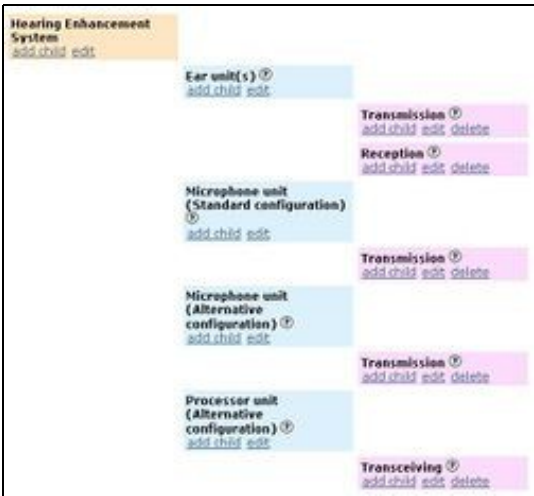 Hearing Enhancement
System
add child edit
Ear unit(s) ?
add child edit
Transmission ?
add child edit delete
Reception ?
add child edit delete
Microphone unit
(Standard configuration)
?
add child edit
Transmission ?
add child edit delete
Microphone unit
(Alternative
configuration) ?
add child edit
Transmission ?
add child edit delete
Processor unit
(Alternative
configuration) ?
add child edit
Transceiving ?
add child edit delete